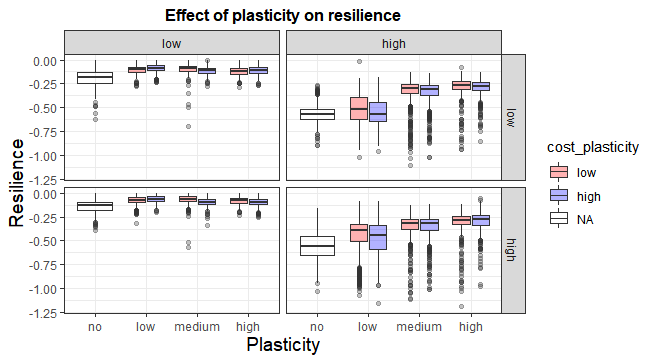 Effect of plasticity on resilience
low
high
0.00
-0.25
-0.50
-0.75
-1.00
-1.25
low
0.00
-0.25
-0.50
-0.75
-1.00
-1.25
high
Resilience
no
low
medium
high
no
low
medium
high
Plasticity
cost_plasticity
low
high
NA